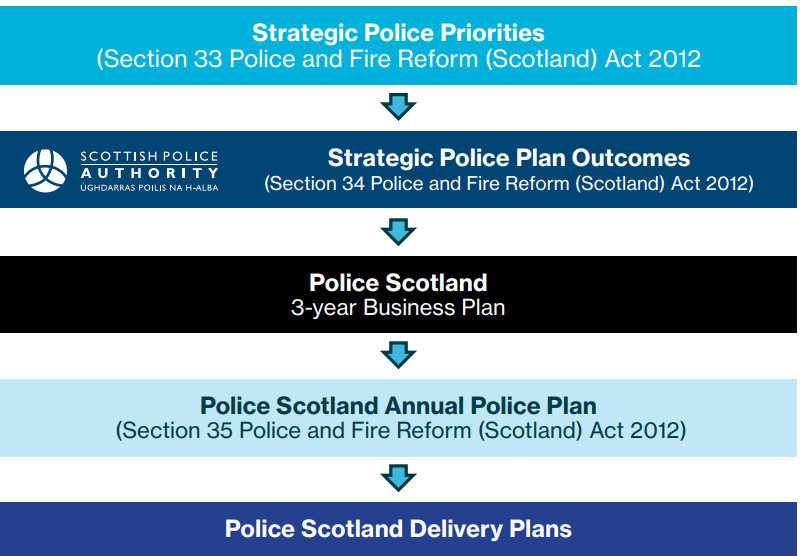 Strategic Police Priorities
(Section 33 Police and Fire Reform (Scotland) Act 2012
SCOTTISH POLICE
AUTHORITY
ÙGHDARRAS POILIS NA H-ALBA
Strategic Police Plan Outcomes
(Section 34 Police and Fire Reform (Scotland) Act 2012)
Police Scotland
3-year Business Plan
Police Scotland Annual Police Plan
(Section 35 Police and Fire Reform (Scotland) Act 2012)
Police Scotland Delivery Plans